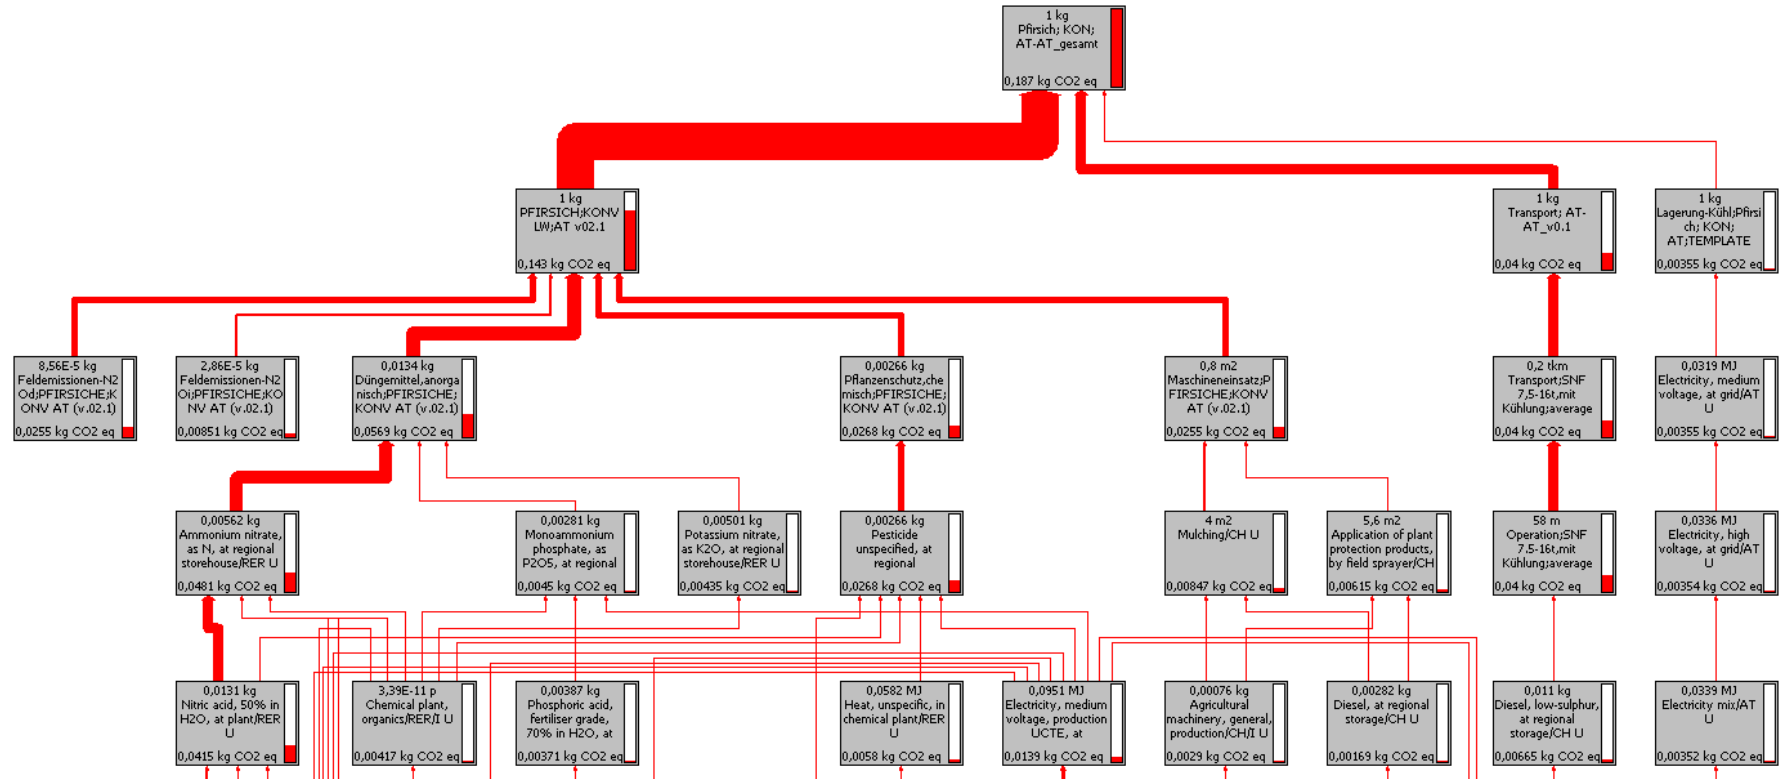 1 kg
Pfirsich; KON;
AT-AT_gesamt
0,187 kg CO2 eq
1 kg
PFIRSICH;KONV
LW;AT v02.1
0,143 kg CO2 eq
1 kg
Transport; AT-
AT_v0.1
0,04 kg CO2 eq
1 kg
Lagerung-Kühl;Pfirsi
ch; KON;
AT;TEMPLATE
0,00355 kg CO2 eq
8,56E-5 kg
Feldemissionen-N2
Od;PFIRSICHE;K
ONV AT (v.02.1)
0,0255 kg CO2 eq
2,86E-5 kg
Feldemissionen-N2
Oi;PFIRSICHE;KO
NV AT (v.02.1)
0,00851 kg CO2 eq
0,0134 kg
Düngemittel,anorga
nisch;PFIRSICHE;
KONV AT (v.02.1)
0,0569 kg CO2 eq
0,00266 kg
Pflanzenschutz,che
misch;PFIRSICHE;
KONV AT (v.02.1)
0,0268 kg CO2 eq
0,8 m2
Maschineneinsatz;P
FIRSICHE;KONV
AT (v.02.1)
0,0255 kg CO2 eq
0,2 tkm
Transport;SNF
7,5-16t,mit
Kühlung;average
0,04 kg CO2 eq
0,0319 MJ
Electricity, medium
voltage, at grid/AT
U
0,00355 kg CO2 eq
0,00562 kg
Ammonium nitrate,
as N, at regional
storehouse/RER U
0,0481 kg CO2 eq
0,00281 kg
Monoammonium
phosphate, as
P2O5, at regional
0,0045 kg CO2 eq
0,00501 kg
Potassium nitrate,
as K2O, at regional
storehouse/RER U
0,00435 kg CO2 eq
0,00266 kg
Pesticide
unspecified, at
regional
0,0268 kg CO2 eq
4 m2
Mulching/CH U
0,00847 kg CO2 eq
5,6 m2
Application of plant
protection products,
by field sprayer/CH
0,00615 kg CO2 eq
58 m
Operation;SNF
7.5-16t,mit
Kühlung;average
0,04 kg CO2 eq
0,0336 MJ
Electricity, high
voltage, at grid/AT
U
0,00354 kg CO2 eq
0,0131 kg
Nitric acid, 50% in
H2O, at plant/RER
U
0,0415 kg CO2 eq
3,39E-11 p
Chemical plant,
organics/RER/I U
0,00417 kg CO2 eq
0,00387 kg
Phosphoric acid,
fertiliser grade,
70% in H2O, at
0,00371 kg CO2 eq
0,0582 MJ
Heat, unspecific, in
chemical plant/RER
U
0,0058 kg CO2 eq
0,0951 MJ
Electricity, medium
voltage, production
UCTE, at
0,0139 kg CO2 eq
0,00076 kg
Agricultural
machinery, general,
production/CH/I U
0,0029 kg CO2 eq
0,00282 kg
Diesel, at regional
storage/CH U
0,00169 kg CO2 eq
0,011 kg
Diesel, low-sulphur,
at regional
storage/CH U
0,00665 kg CO2 eq
0,0339 MJ
Electricity mix/AT
U
0,00352 kg CO2 eq